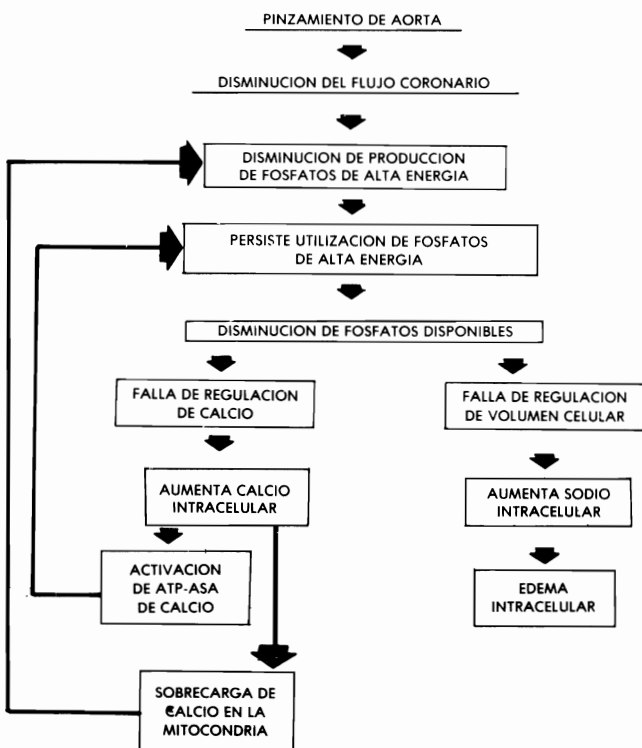 PINZAMIENTO DE AORTA
DISMINUCION DEL FLUJO CORONARIO
DISMINUCION DE PRODUCCION
DE FOSFATOS DE ALTA ENERGIA
PERSISTE UTILIZACION DE FOSFATOS
DE ALTA ENERGIA
DISMINUCION DE FOSFATOS DISPONIBLES
FALLA DE REGULACION
DE CALCIO
FALLA DE REGULACION
DE VOLUMEN CELULAR
AUMENTA CALCIO
INTRACELULAR
AUMENTA SODIO
INTRACELULAR
ACTIVACION
DE ATP-ASA
DE CALCIO
EDEMA
INTRACELULAR
SOBRECARGA DE
CALCIO EN LA
MITOCONDRIA